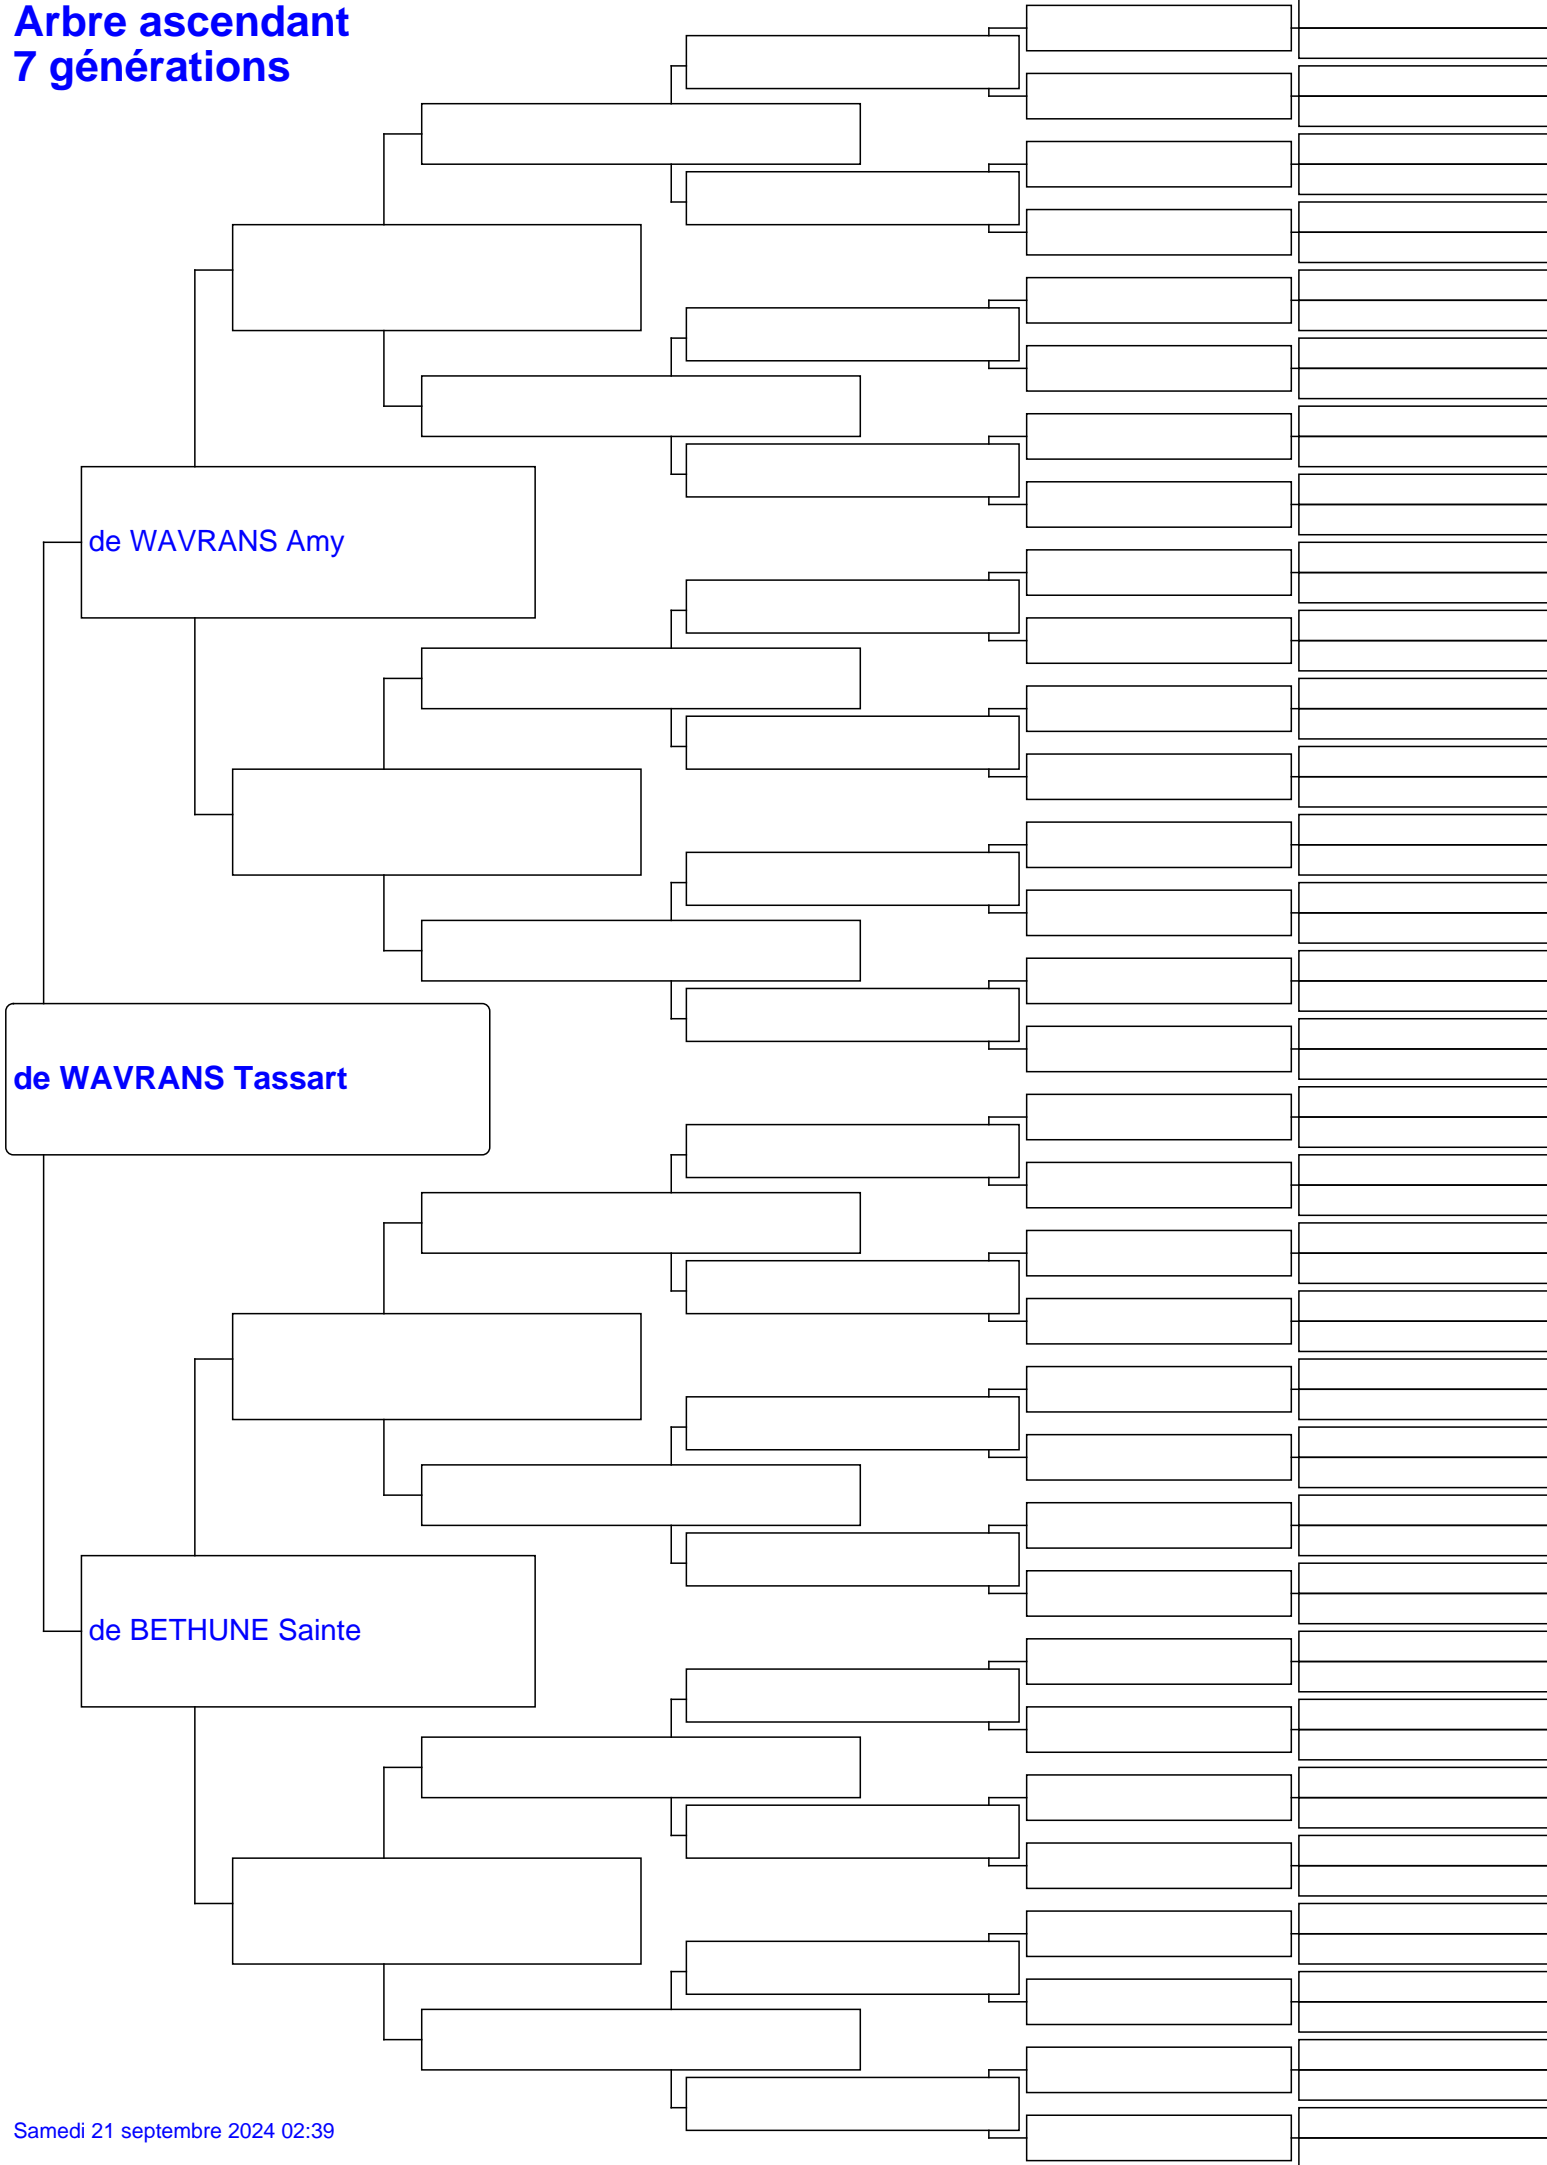 Arbre ascendant
7 générations
de WAVRANS Amy
de WAVRANS Tassart
de BETHUNE Sainte
Samedi 21 septembre 2024 02:39